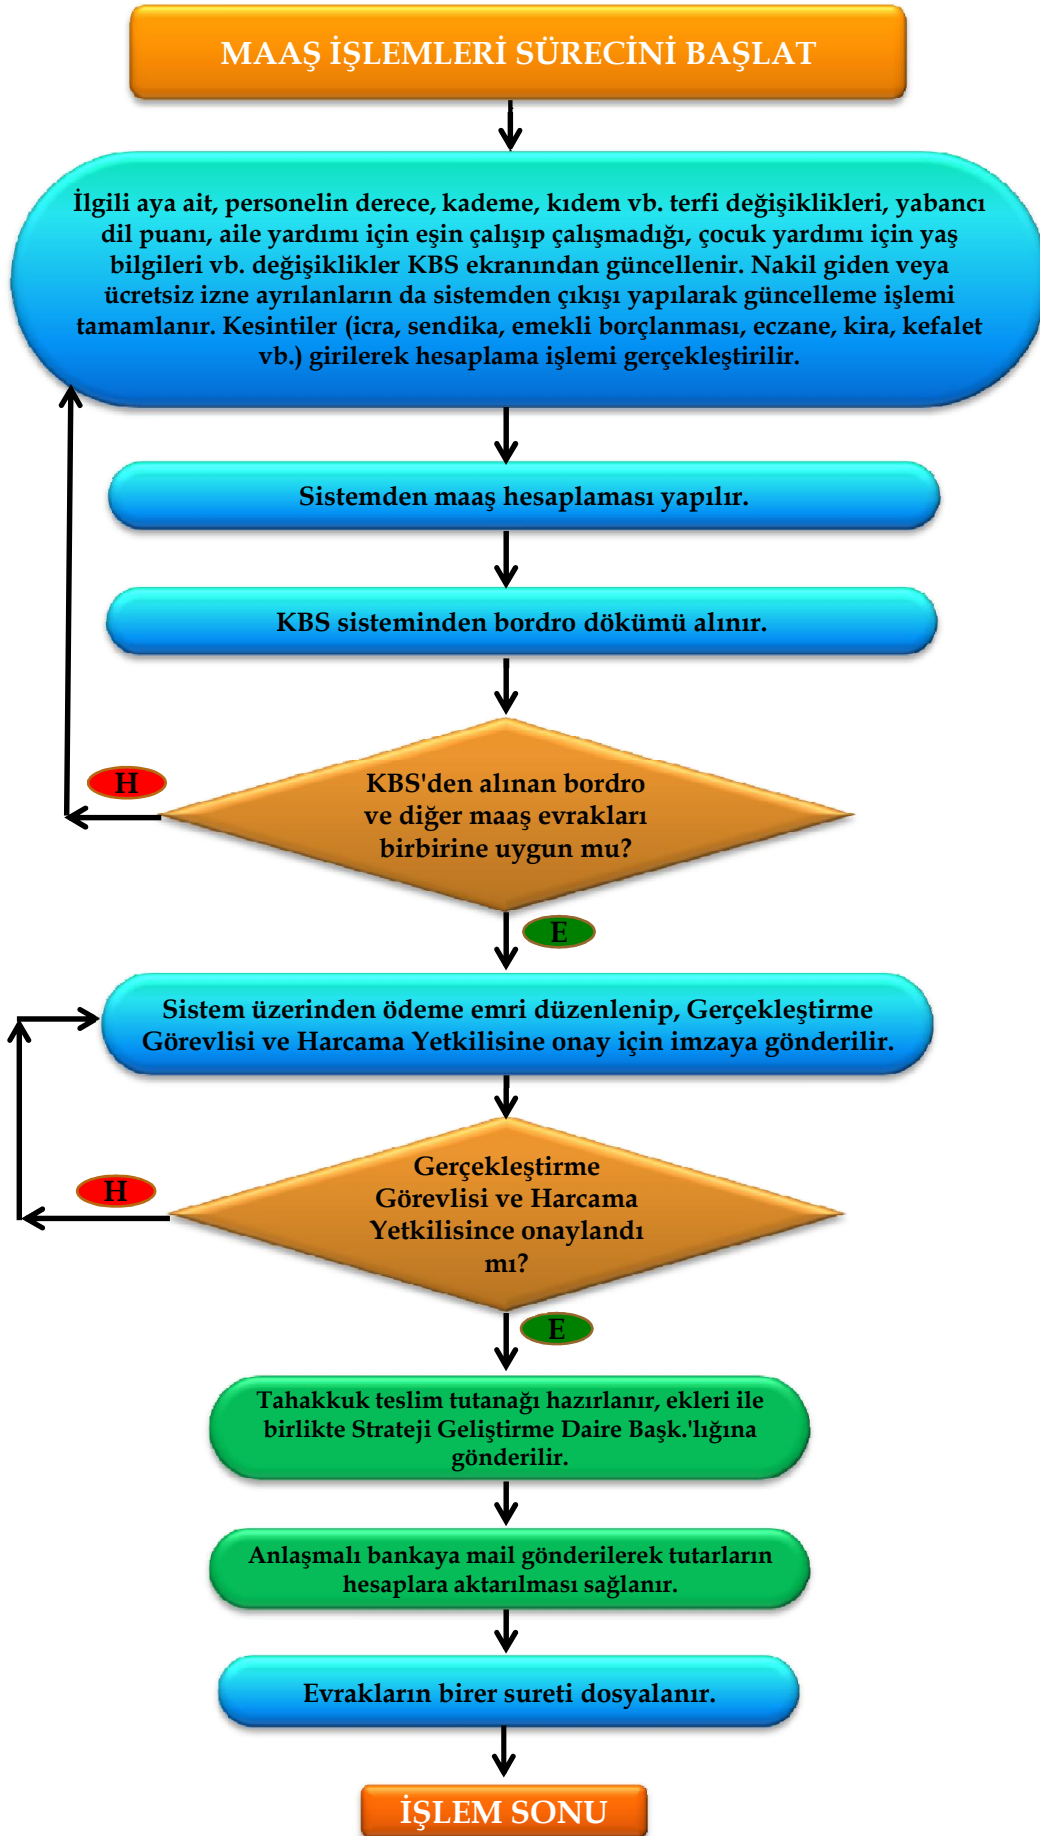 MAAŞ İŞLEMLERİ SÜRECİNİ BAŞLAT
İlgili aya ait, personelin derece, kademe, kıdem vb. terfi değişiklikleri, yabancı
dil puanı, aile yardımı için eşin çalışıp çalışmadığı, çocuk yardımı için yaş
bilgileri vb. değişiklikler KBS ekranından güncellenir. Nakil giden veya
ücretsiz izne ayrılanların da sistemden çıkışı yapılarak güncelleme işlemi
tamamlanır. Kesintiler (icra, sendika, emekli borçlanması, eczane, kira, kefalet
vb.) girilerek hesaplama işlemi gerçekleştirilir.
Sistemden maaş hesaplaması yapılır.
KBS sisteminden bordro dökümü alınır.
H
KBS'den alınan bordro
ve diğer maaş evrakları
birbirine uygun mu?
E
Sistem üzerinden ödeme emri düzenlenip, Gerçekleştirme
Görevlisi ve Harcama Yetkilisine onay için imzaya gönderilir.
H
Gerçekleştirme
Görevlisi ve Harcama
Yetkilisince onaylandı
mı?
E
Tahakkuk teslim tutanağı hazırlanır, ekleri ile
birlikte Strateji Geliştirme Daire Başk.'lığına
gönderilir.
Anlaşmalı bankaya mail gönderilerek tutarların
hesaplara aktarılması sağlanır.
Evrakların birer sureti dosyalanır.
İŞLEM SONU